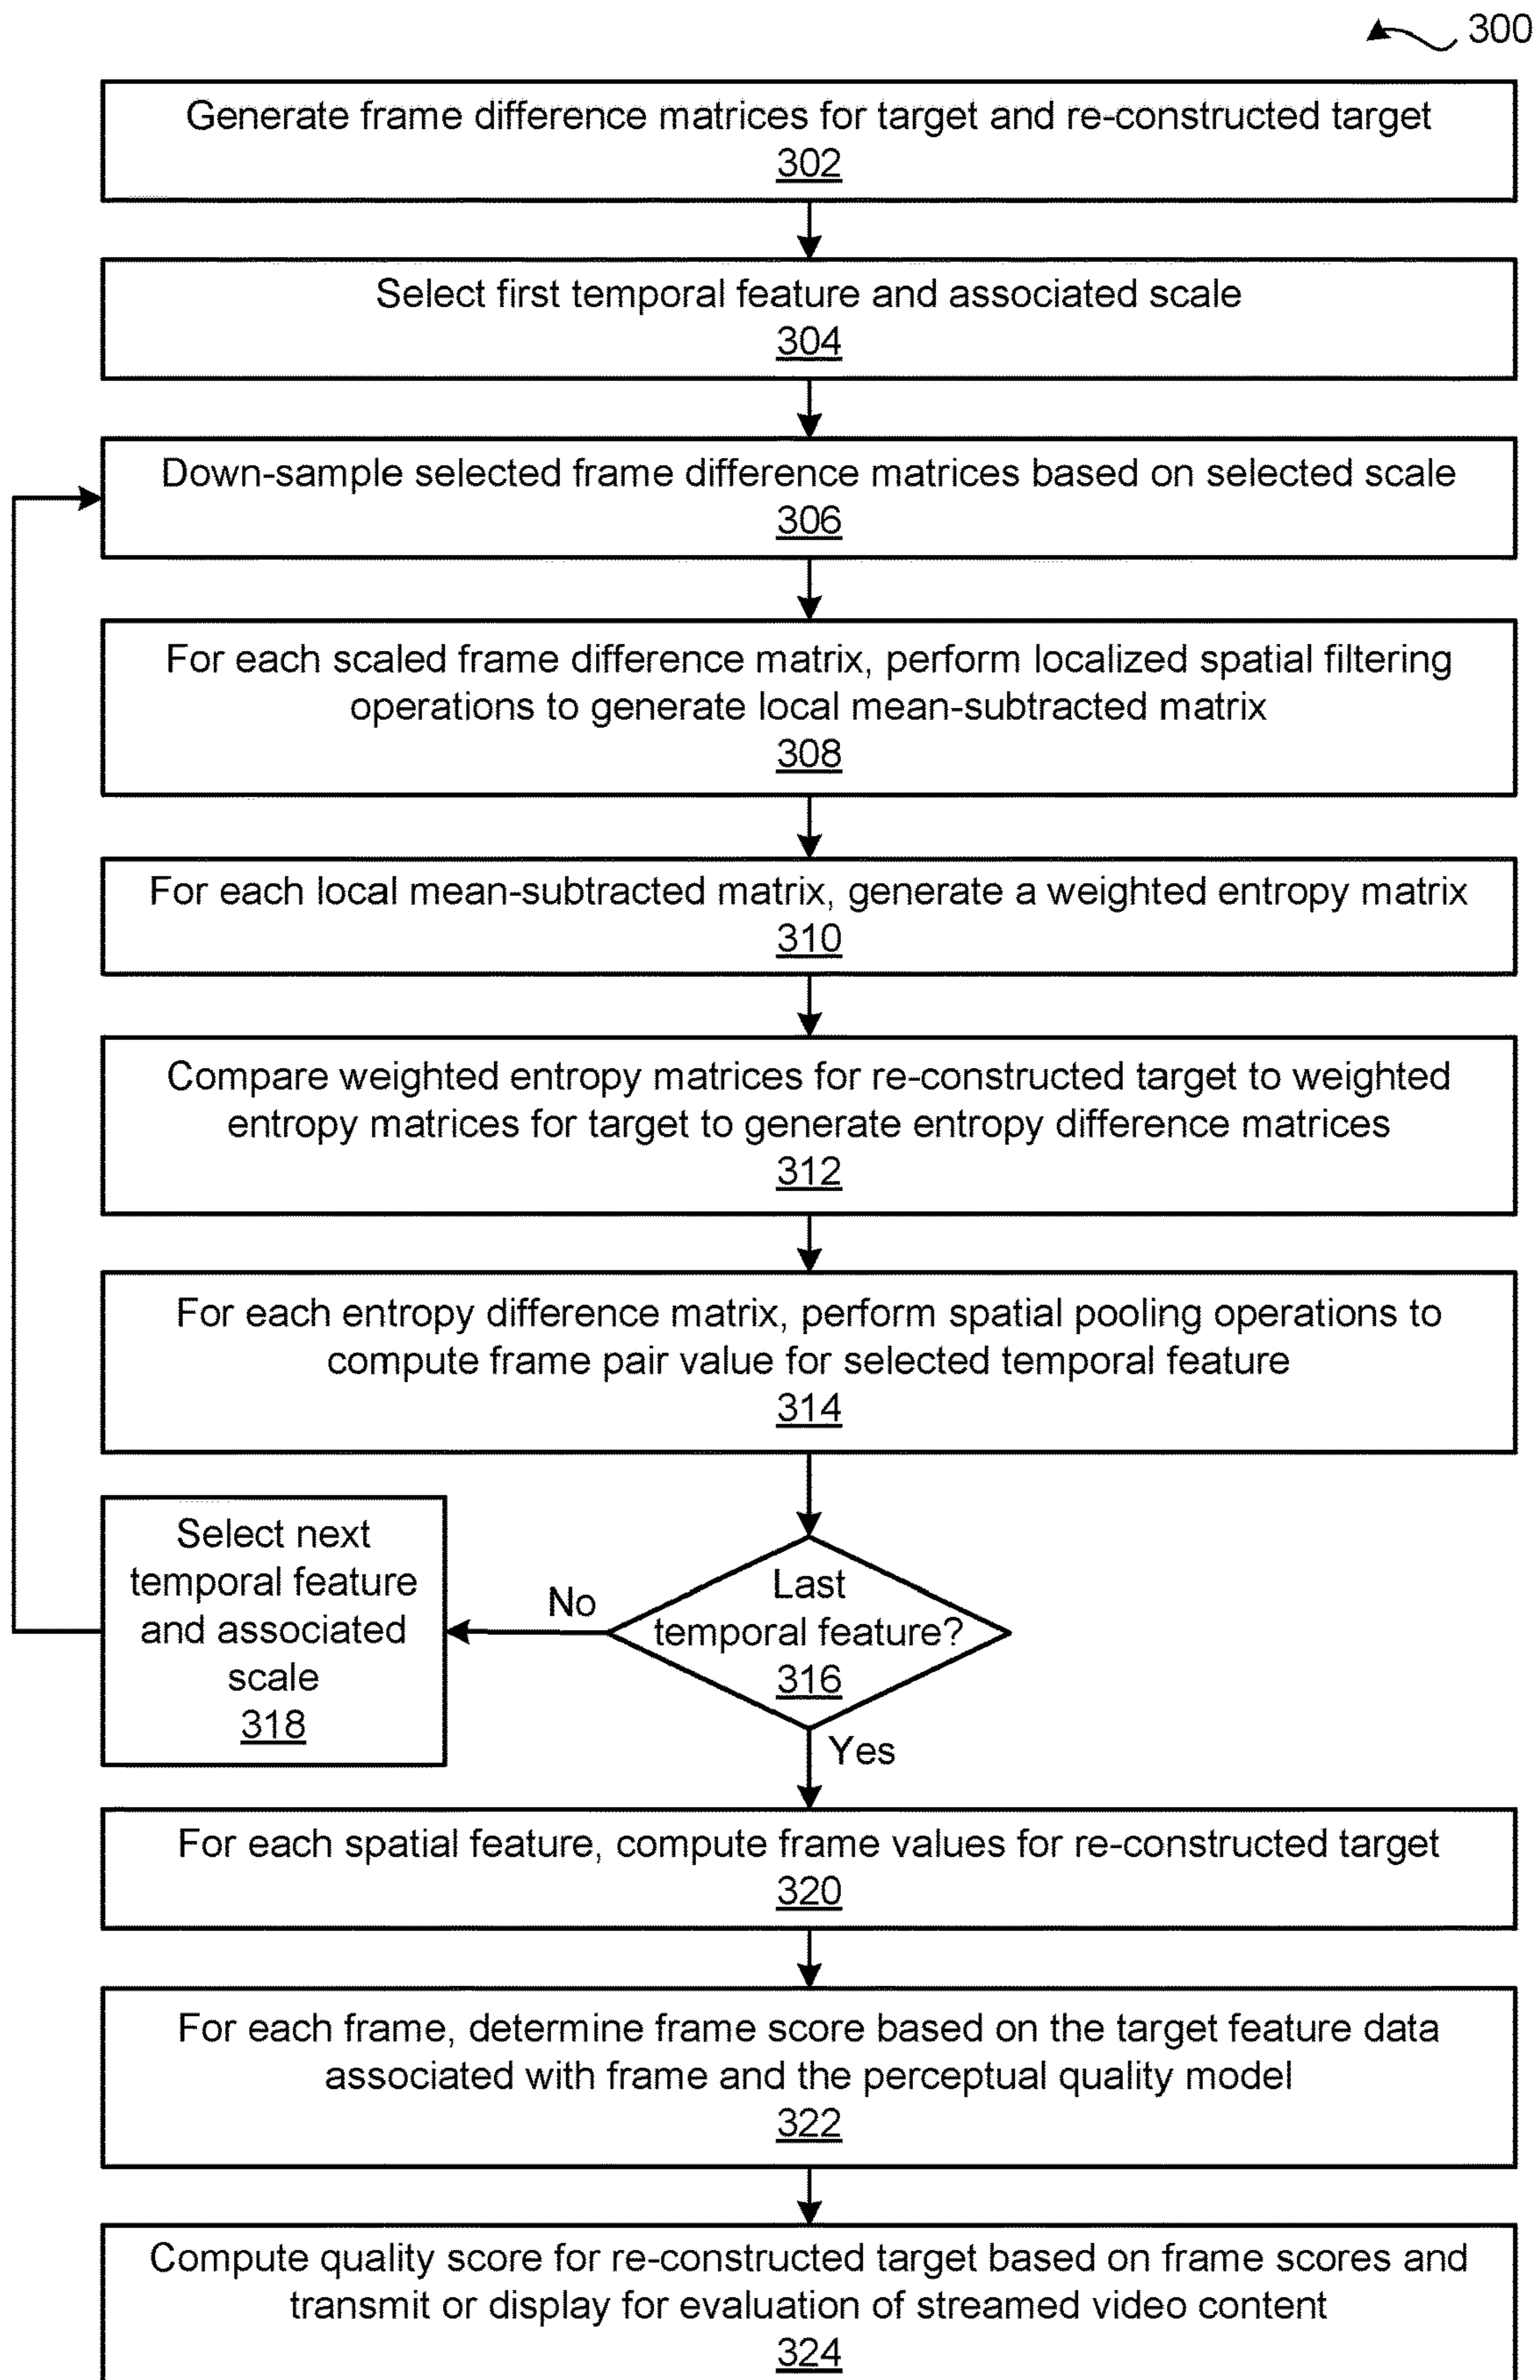 300
Generate frame difference matrices for target and re-constructed target
302
Select first temporal feature and associated scale
304
Down-sample selected frame difference matrices based on selected scale
306
For each scaled frame difference matrix, perform localized spatial filtering
operations to generate local mean-subtracted matrix
308
For each local mean-subtracted matrix, generate a weighted entropy matrix
310
Compare weighted entropy matrices for re-constructed target to weighted
entropy matrices for target to generate entropy difference matrices
312
For each entropy difference matrix, perform spatial pooling operations to
compute frame pair value for selected temporal feature
314
Last
temporal feature?
316
No
Select next
temporal feature
and associated
scale
318
Yes
For each spatial feature, compute frame values for re-constructed target
320
For each frame, determine frame score based on the target feature data
associated with frame and the perceptual quality model
322
Compute quality score for re-constructed target based on frame scores and
transmit or display for evaluation of streamed video content
324